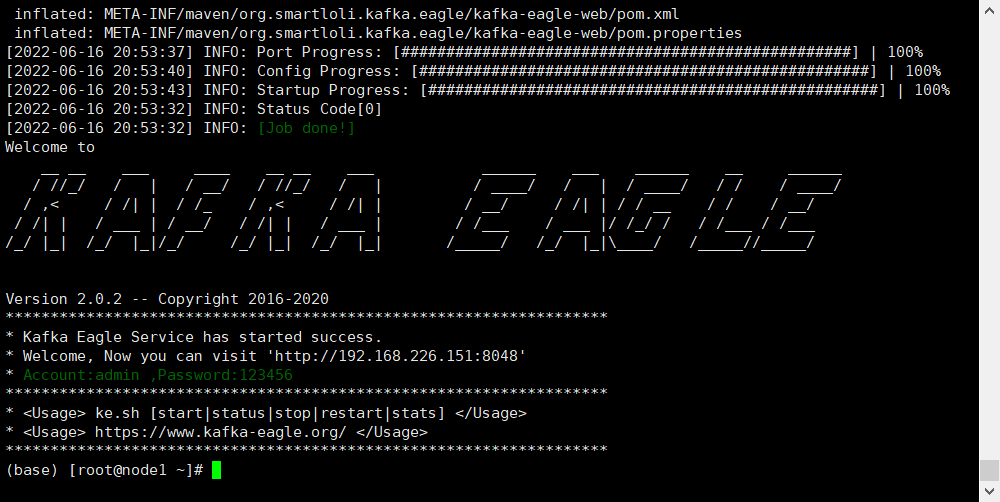 inflated: META-INF/maven/org.smartloli.kafka.eagle/kafka-eagle-web/pom.xml
inflated: META-INF/maven/org.smartloli.kafka.eagle/kafka-eagle-web/pom.properties
[2022-06-16 20:53:37] INFO: Port Progress: [##################################################] | 100%
[2022-06-16 20:53:40] INFO: Config Progress: [##################################################] | 100%
[2022-06-16 20:53:43] INFO: Startup Progress: [##################################################] | 100%
[2022-06-16 20:53:32] INFO: Status Code[0]
[2022-06-16 20:53:32] INFO: [Job done!]
Welcome to
KAFKA EAGLE
Version 2.0.2 -- Copyright 2016-2020
*******************************************************************
* Kafka Eagle Service has started success.
* Welcome, Now you can visit 'http://192.168.226.151:8048'
* Account:admin ,Password:123456
*******************************************************************
* <Usage> ke.sh [start|status|stop|restart|stats] </Usage>
* <Usage> https://www.kafka-eagle.org/ </Usage>
*******************************************************************
(base) [root@node1 ~]#